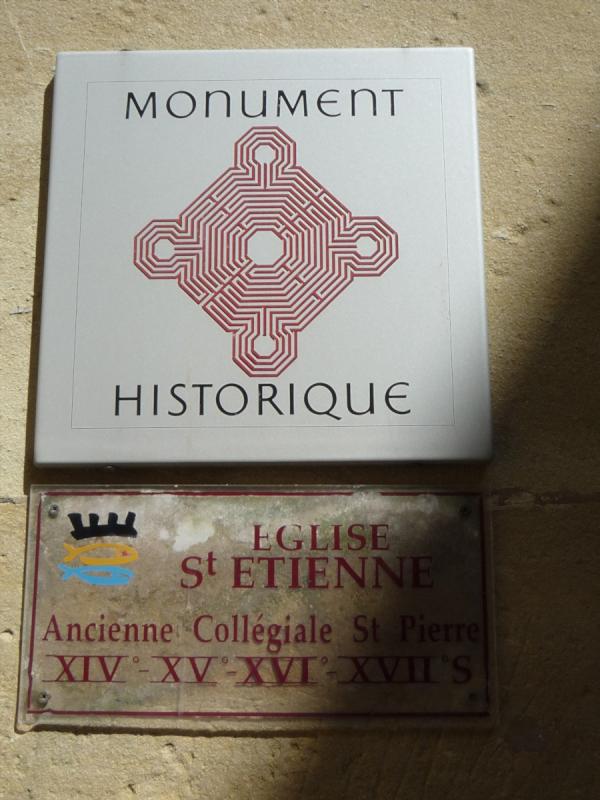 MONUMENT
HISTORIQUE
EGLISE
St ETIENNE
Ancienne Collégiale St Pierre
XIV°-XV°-XVI°-XVII°S